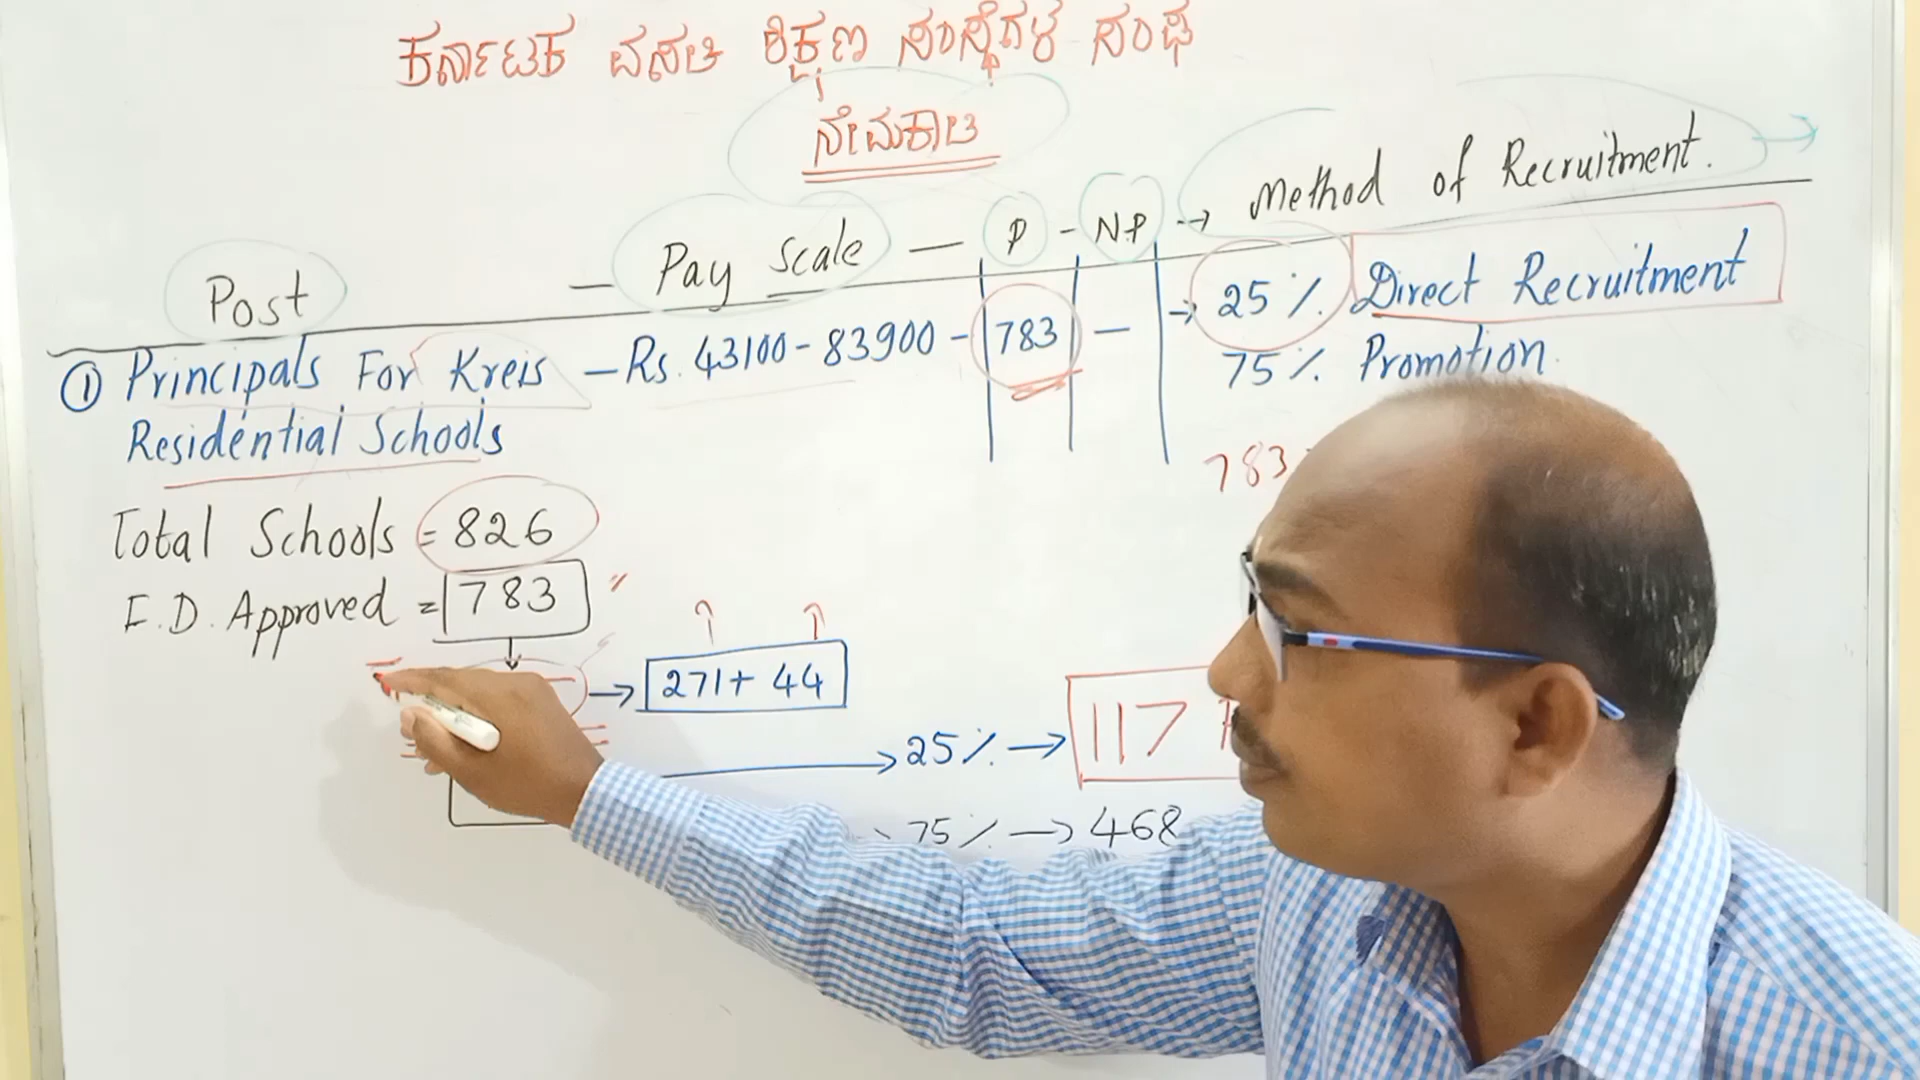 ಕರ್ನಾಟಕ ವಸತಿ ಶಿಕ್ಷಣ ಸಂಸ್ಥೆಗಳ ಸಂಘ
ನೇಮಕಾತಿ
Post — Pay Scale — P - N.P → Method of Recruitment.
① Principals For Kreis — Rs. 43100 - 83900 - 783 — → 25 % Direct Recruitment
Residential Schools 75 % Promotion.
783
Total Schools = 826
F.D. Approved = 783
→ 271 + 44
→ 25 % → 117
75 % → 468